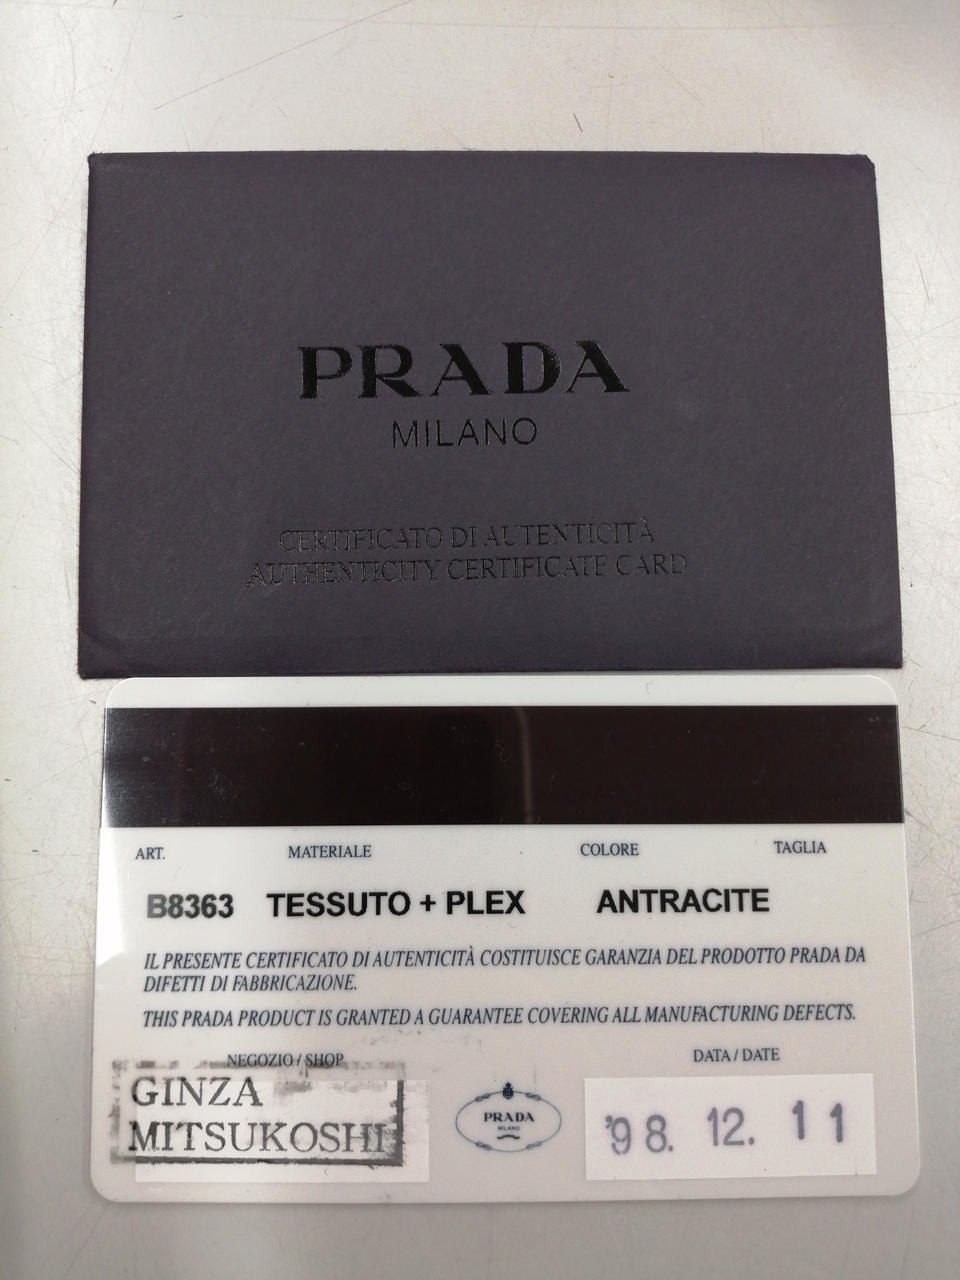 PRADA
MILANO
CERTIFICATO DI AUTENTICITÀ
AUTHENTICITY CERTIFICATE CARD
ART. MATERIALE COLORE TAGLIA
B8363 TESSUTO + PLEX ANTRACITE
IL PRESENTE CERTIFICATO DI AUTENTICITÀ COSTITUISCE GARANZIA DEL PRODOTTO PRADA DA
DIFETTI DI FABBRICAZIONE.
THIS PRADA PRODUCT IS GRANTED A GUARANTEE COVERING ALL MANUFACTURING DEFECTS.
NEGOZIO / SHOP
DATA / DATE
GINZA
MITSUKOSHI
PRADA
MILANO
'98. 12. 11